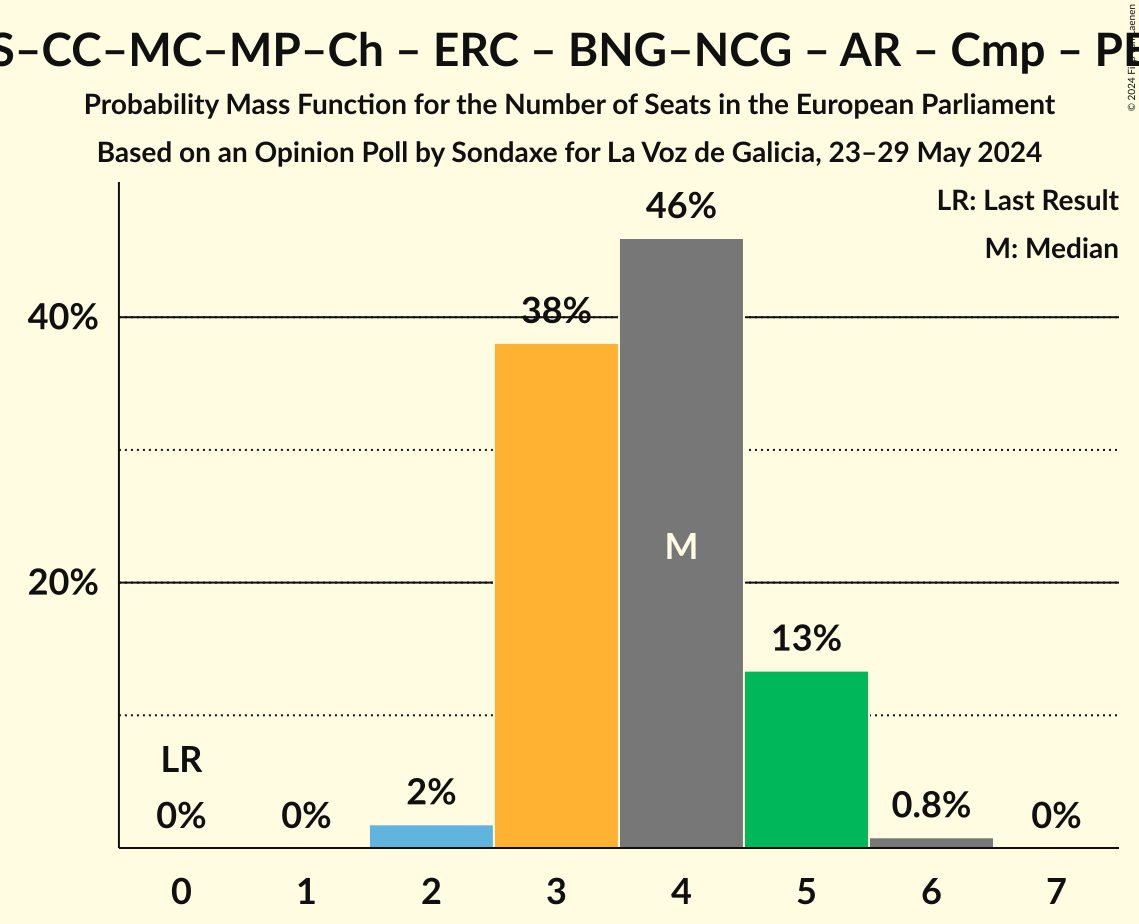 S–CC–MC–MP–Ch – ERC – BNG–NCG – AR – Cmp –
Probability Mass Function for the Number of Seats in the European Parliament
Based on an Opinion Poll by Sondaxe for La Voz de Galicia, 23–29 May 2024
© 2024
LR: Last Result
M: Median
46%
40%
38%
M
20%
13%
LR
0%
0%
2%
0.8%
0%
0 1 2 3 4 5 6 7